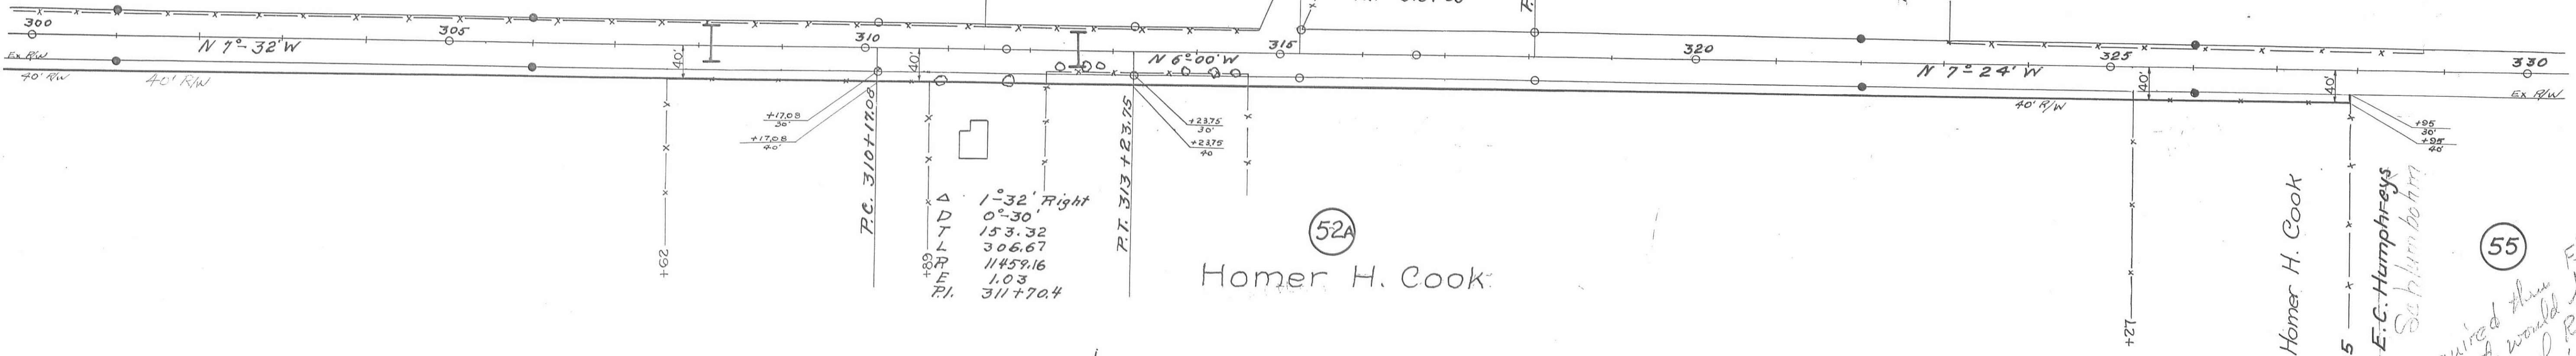 300
305
310
315
320
325
330
N 7°-32' W
N 6°00' W
N 7°-24' W
Ex R/W
40' R/W
40' R/W
40'
40'
40'
40'
40' R/W
Ex R/W
+17.08
30'
+17.08
40'
+23.75
30'
+23.75
40
+95
30'
+95
40'
P.C. 310+17.08
P.T. 313+23.75
+62
+89
+27
Δ 1°-32' Right
D 0°-30'
T 153.32
L 306.67
R 11459.16
E 1.03
P.I. 311+70.4
52A
Homer H. Cook
Homer H. Cook
5
E.C. Humphreys
Schlumbohm
55
would